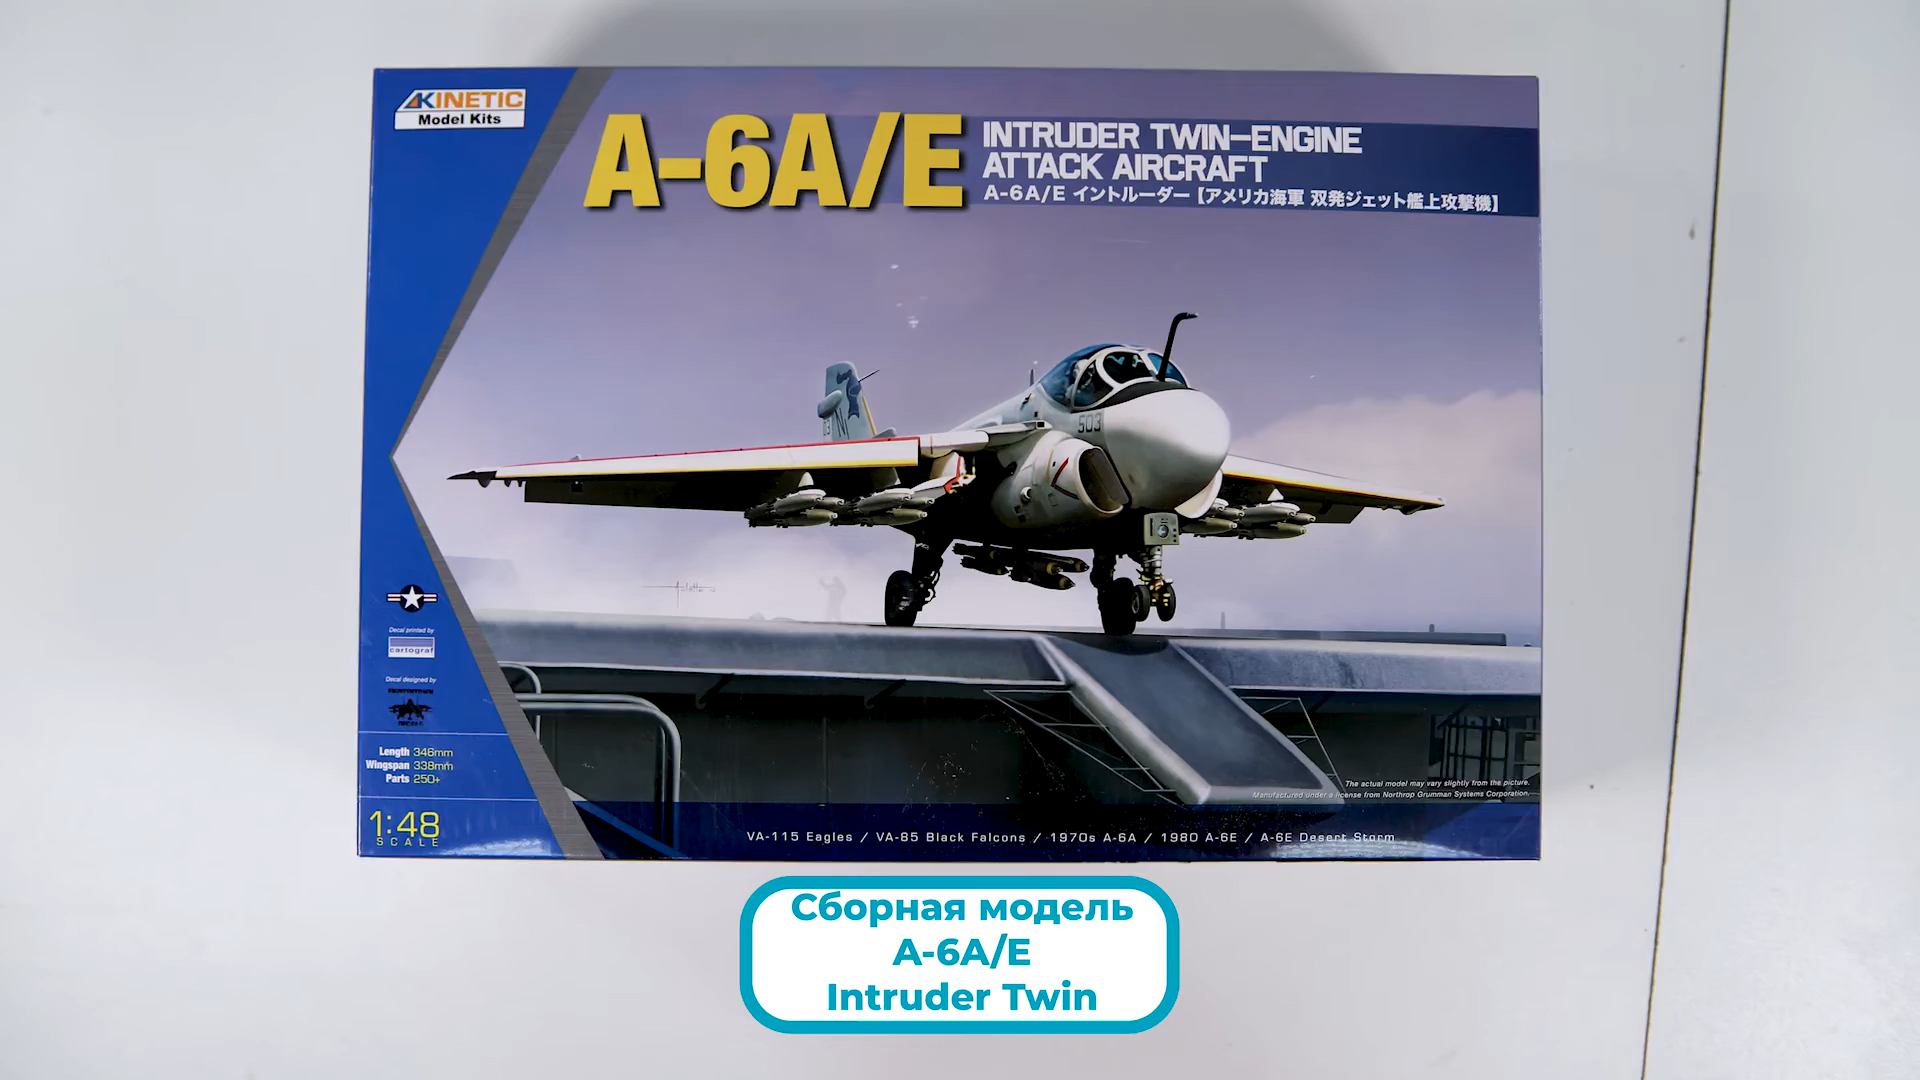 KINETIC
Model Kits
A-6A/E
INTRUDER TWIN-ENGINE
ATTACK AIRCRAFT
A-6A/E イントルーダー【アメリカ海軍 双発ジェット艦上攻撃機】
503
Decal printed by
cartograf
Decal designed by
Length 346mm
Wingspan 338mm
Parts 250+
1:48
SCALE
The actual model may vary slightly from the picture.
Manufactured under a license from Northrop Grumman Systems Corporation.
VA-115 Eagles / VA-85 Black Falcons / 1970s A-6A / 1980 A-6E / A-6E Desert Storm
Сборная модель
A-6A/E
Intruder Twin